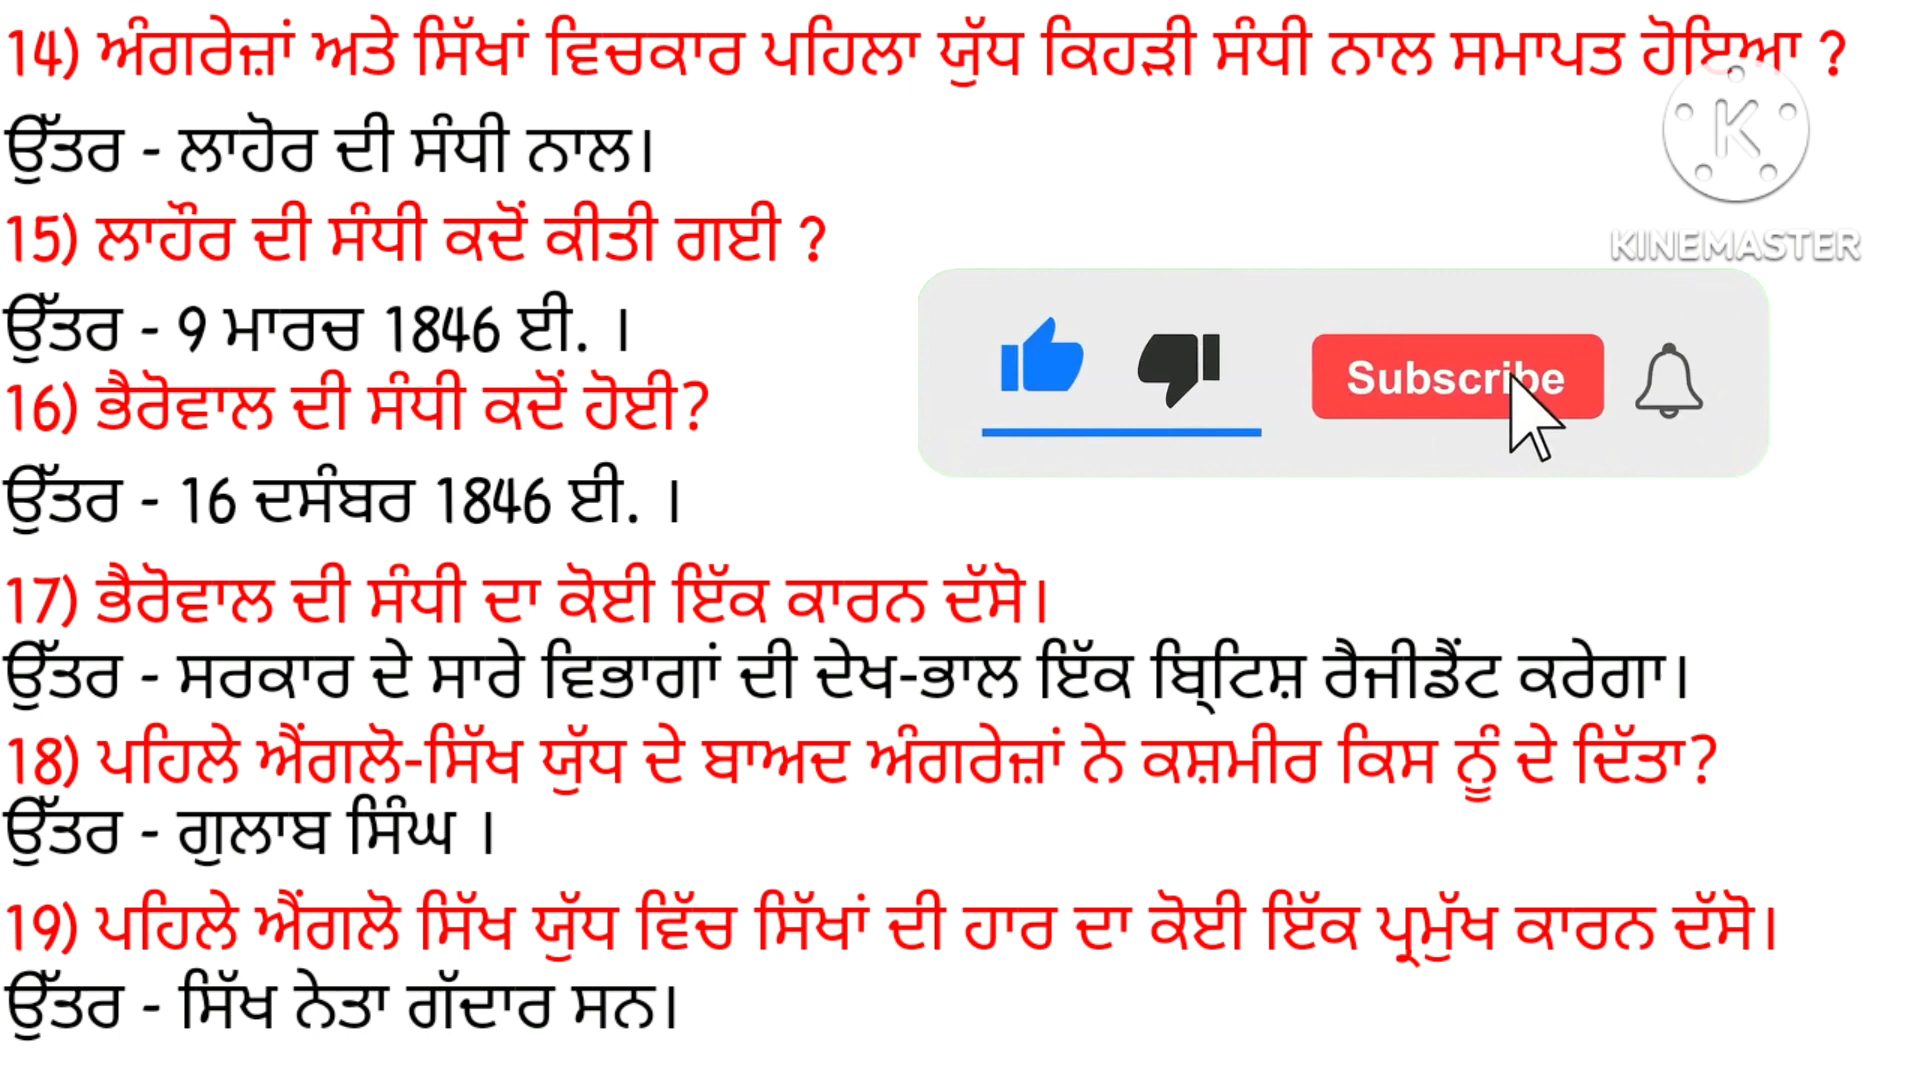 14) ਅੰਗਰੇਜ਼ਾਂ ਅਤੇ ਸਿੱਖਾਂ ਵਿਚਕਾਰ ਪਹਿਲਾ ਯੁੱਧ ਕਿਹੜੀ ਸੰਧੀ ਨਾਲ ਸਮਾਪਤ ਹੋਇਆ ?
ਉੱਤਰ - ਲਾਹੋਰ ਦੀ ਸੰਧੀ ਨਾਲ।
K
KINEMASTER
15) ਲਾਹੌਰ ਦੀ ਸੰਧੀ ਕਦੋਂ ਕੀਤੀ ਗਈ ?
ਉੱਤਰ - 9 ਮਾਰਚ 1846 ਈ. ।
Subscribe
16) ਭੈਰੋਵਾਲ ਦੀ ਸੰਧੀ ਕਦੋਂ ਹੋਈ?
ਉੱਤਰ - 16 ਦਸੰਬਰ 1846 ਈ. ।
17) ਭੈਰੋਵਾਲ ਦੀ ਸੰਧੀ ਦਾ ਕੋਈ ਇੱਕ ਕਾਰਨ ਦੱਸੋ।
ਉੱਤਰ - ਸਰਕਾਰ ਦੇ ਸਾਰੇ ਵਿਭਾਗਾਂ ਦੀ ਦੇਖ-ਭਾਲ ਇੱਕ ਬ੍ਰਿਟਿਸ਼ ਰੈਜੀਡੈਂਟ ਕਰੇਗਾ।
18) ਪਹਿਲੇ ਐਂਗਲੋ-ਸਿੱਖ ਯੁੱਧ ਦੇ ਬਾਅਦ ਅੰਗਰੇਜ਼ਾਂ ਨੇ ਕਸ਼ਮੀਰ ਕਿਸ ਨੂੰ ਦੇ ਦਿੱਤਾ?
ਉੱਤਰ - ਗੁਲਾਬ ਸਿੰਘ ।
19) ਪਹਿਲੇ ਐਂਗਲੋ ਸਿੱਖ ਯੁੱਧ ਵਿੱਚ ਸਿੱਖਾਂ ਦੀ ਹਾਰ ਦਾ ਕੋਈ ਇੱਕ ਪ੍ਰਮੁੱਖ ਕਾਰਨ ਦੱਸੋ।
ਉੱਤਰ - ਸਿੱਖ ਨੇਤਾ ਗੱਦਾਰ ਸਨ।